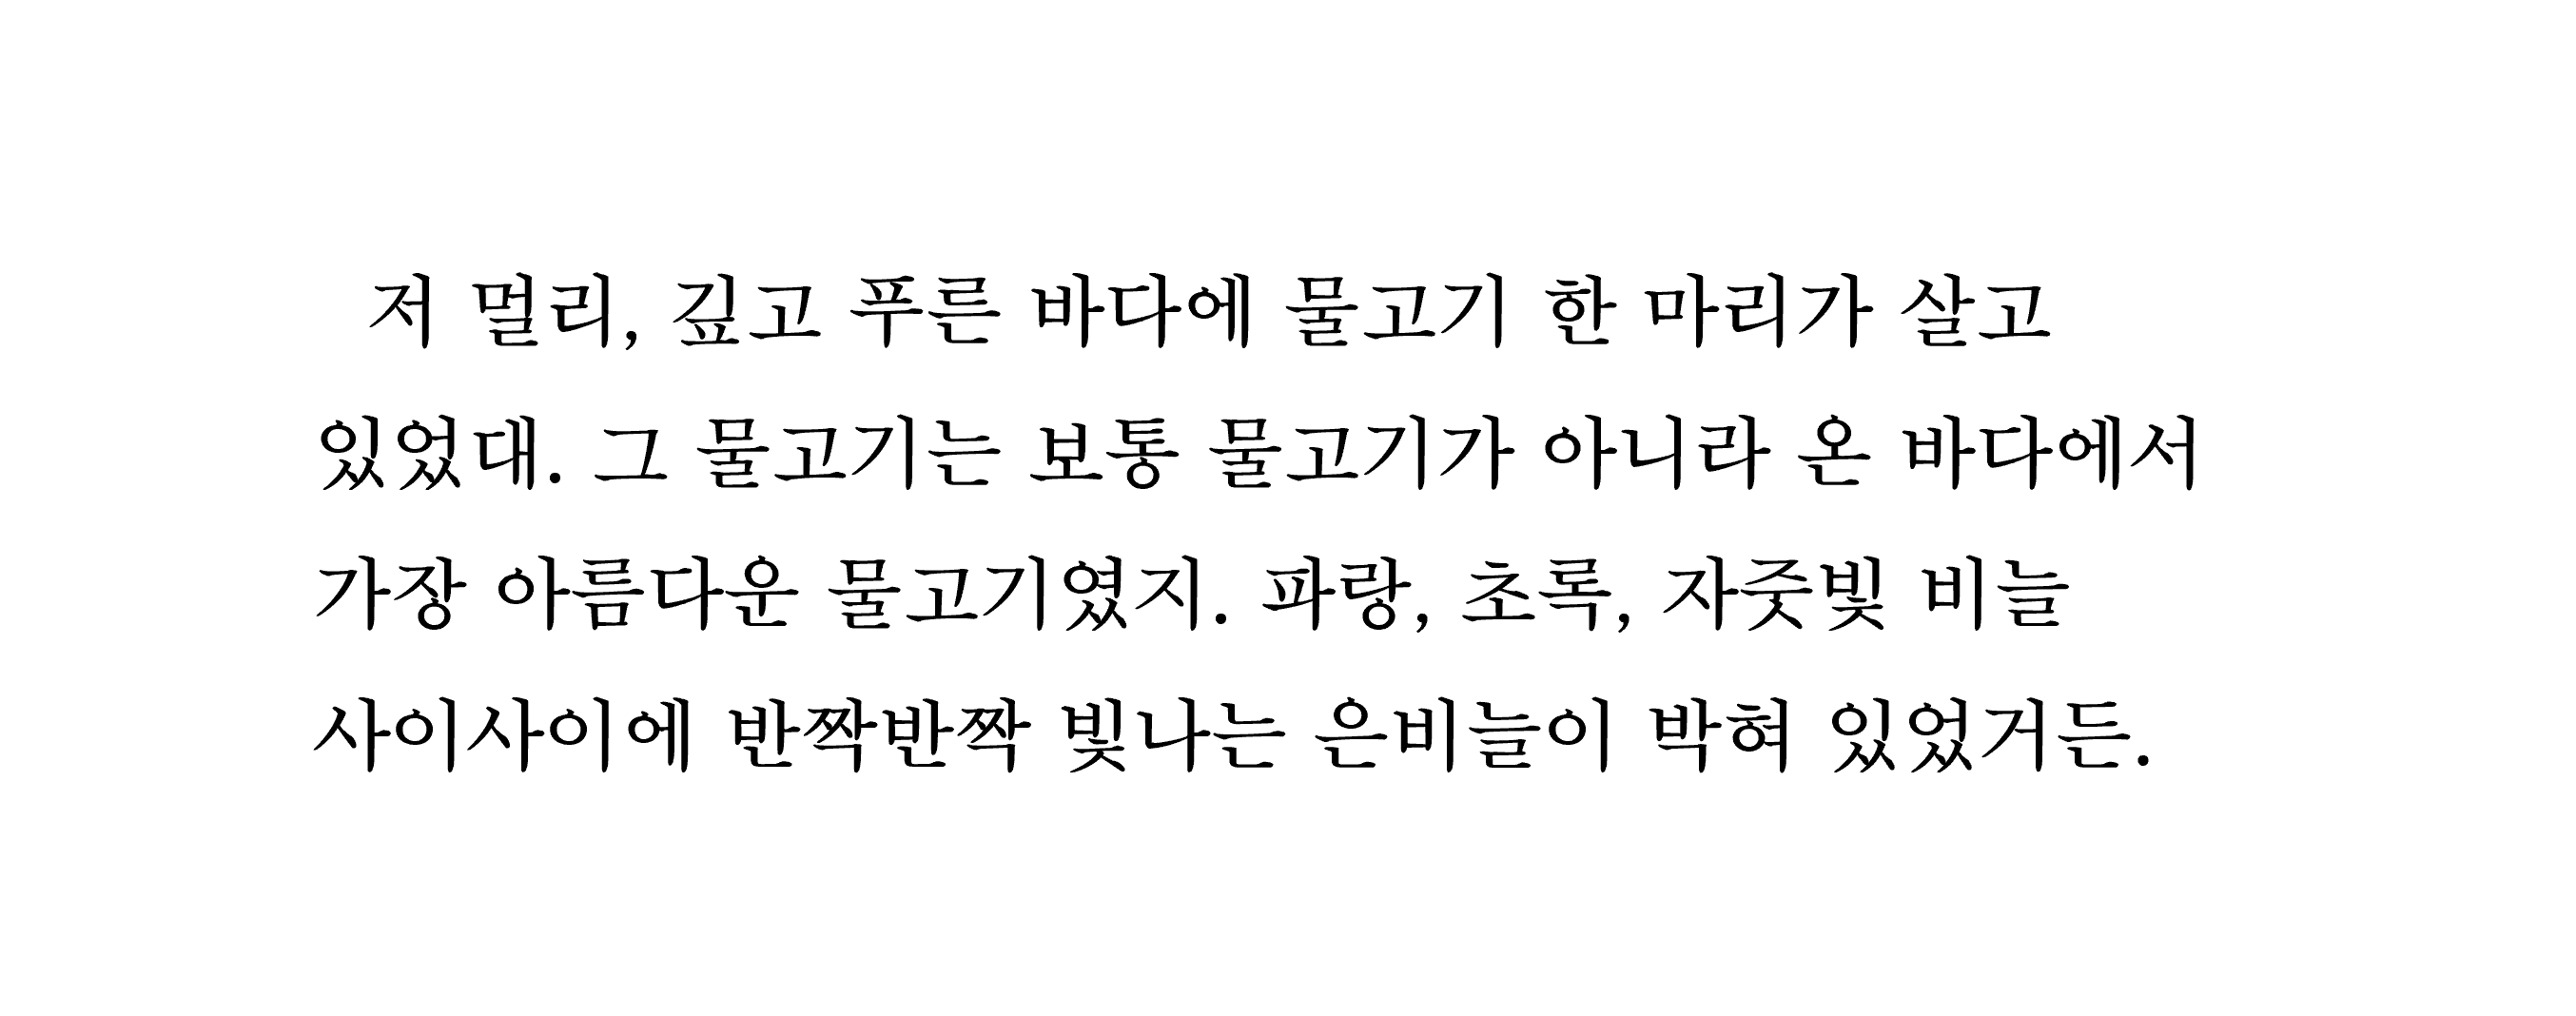 저 멀리, 깊고 푸른 바다에 물고기 한 마리가 살고
있었대. 그 물고기는 보통 물고기가 아니라 온 바다에서
가장 아름다운 물고기였지. 파랑, 초록, 자줏빛 비늘
사이사이에 반짝반짝 빛나는 은비늘이 박혀 있었거든.